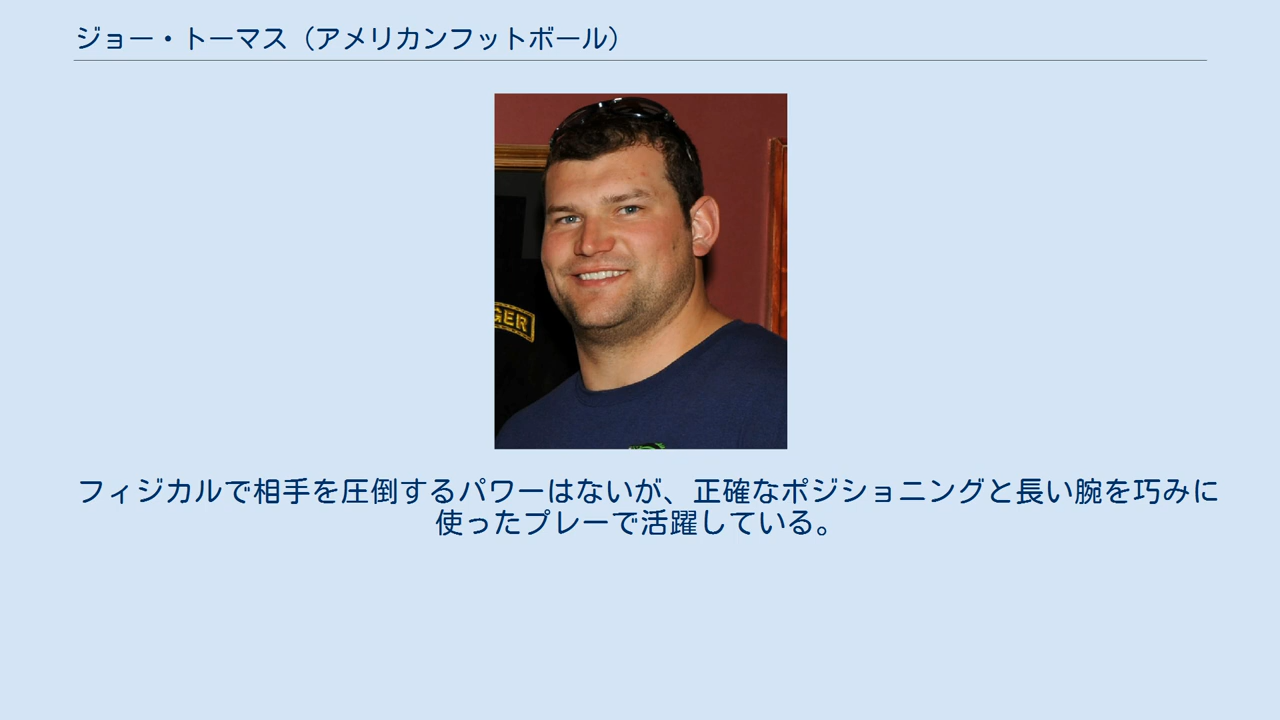 ジョー・トーマス（アメリカンフットボール）
GER
フィジカルで相手を圧倒するパワーはないが、正確なポジショニングと長い腕を巧みに
使ったプレーで活躍している。